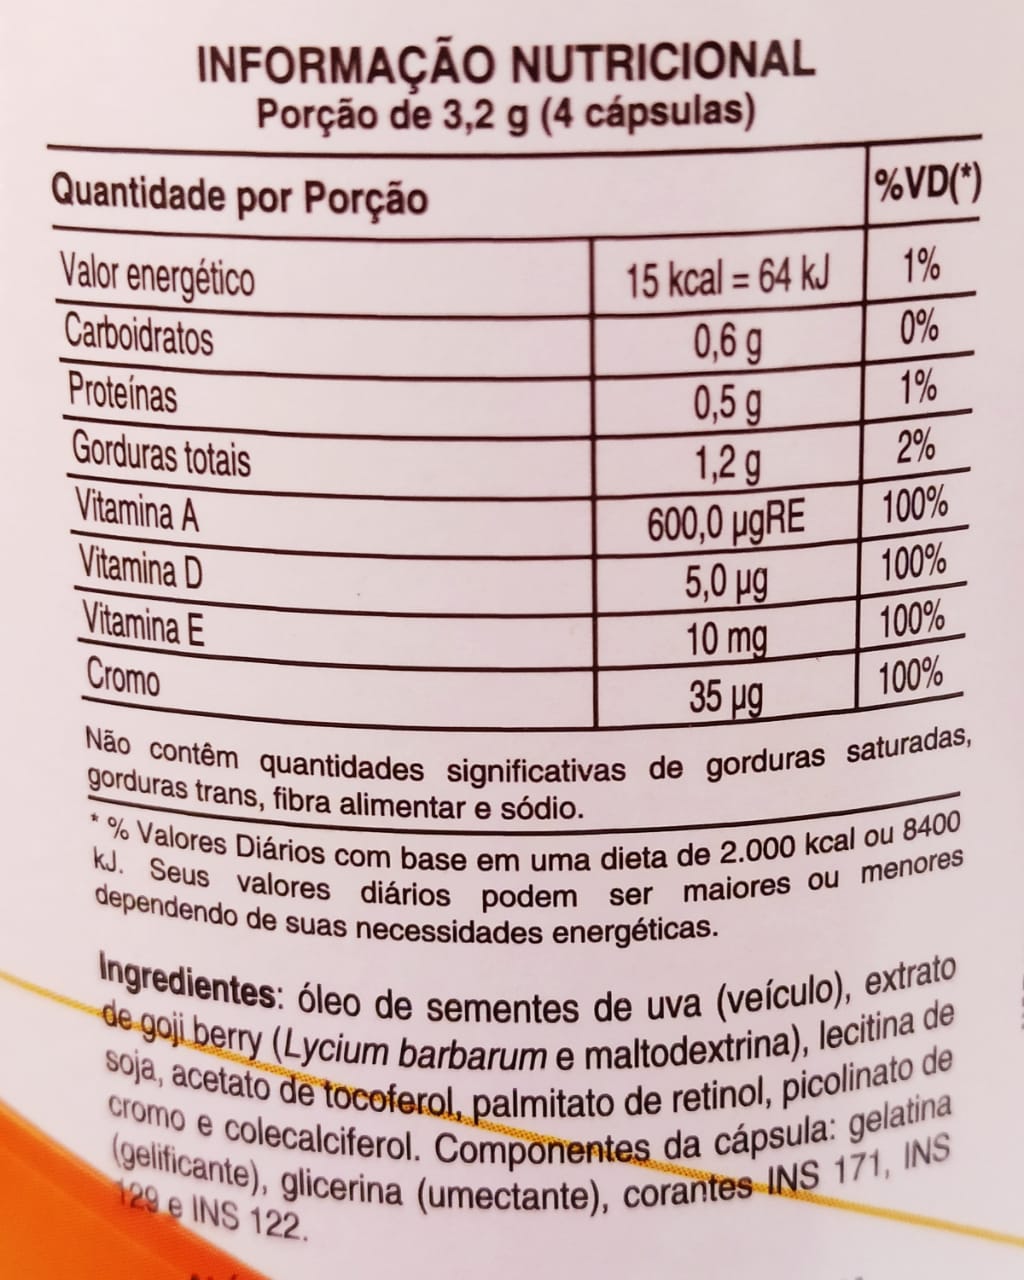 INFORMAÇÃO NUTRICIONAL
Porção de 3,2 g (4 cápsulas)
Quantidade por Porção %VD(*)
Valor energético 15 kcal = 64 kJ 1%
Carboidratos 0,6 g 0%
Proteínas 0,5 g 1%
Gorduras totais 1,2 g 2%
Vitamina A 600,0 µgRE 100%
Vitamina D 5,0 µg 100%
Vitamina E 10 mg 100%
Cromo 35 µg 100%
Não contêm quantidades significativas de gorduras saturadas,
gorduras trans, fibra alimentar e sódio.
* % Valores Diários com base em uma dieta de 2.000 kcal ou 8400
kJ. Seus valores diários podem ser maiores ou menores
dependendo de suas necessidades energéticas.
Ingredientes: óleo de sementes de uva (veículo), extrato
de goji berry (Lycium barbarum e maltodextrina), lecitina de
soja, acetato de tocoferol, palmitato de retinol, picolinato de
cromo e colecalciferol. Componentes da cápsula: gelatina
(gelificante), glicerina (umectante), corantes INS 171, INS
129 e INS 122.